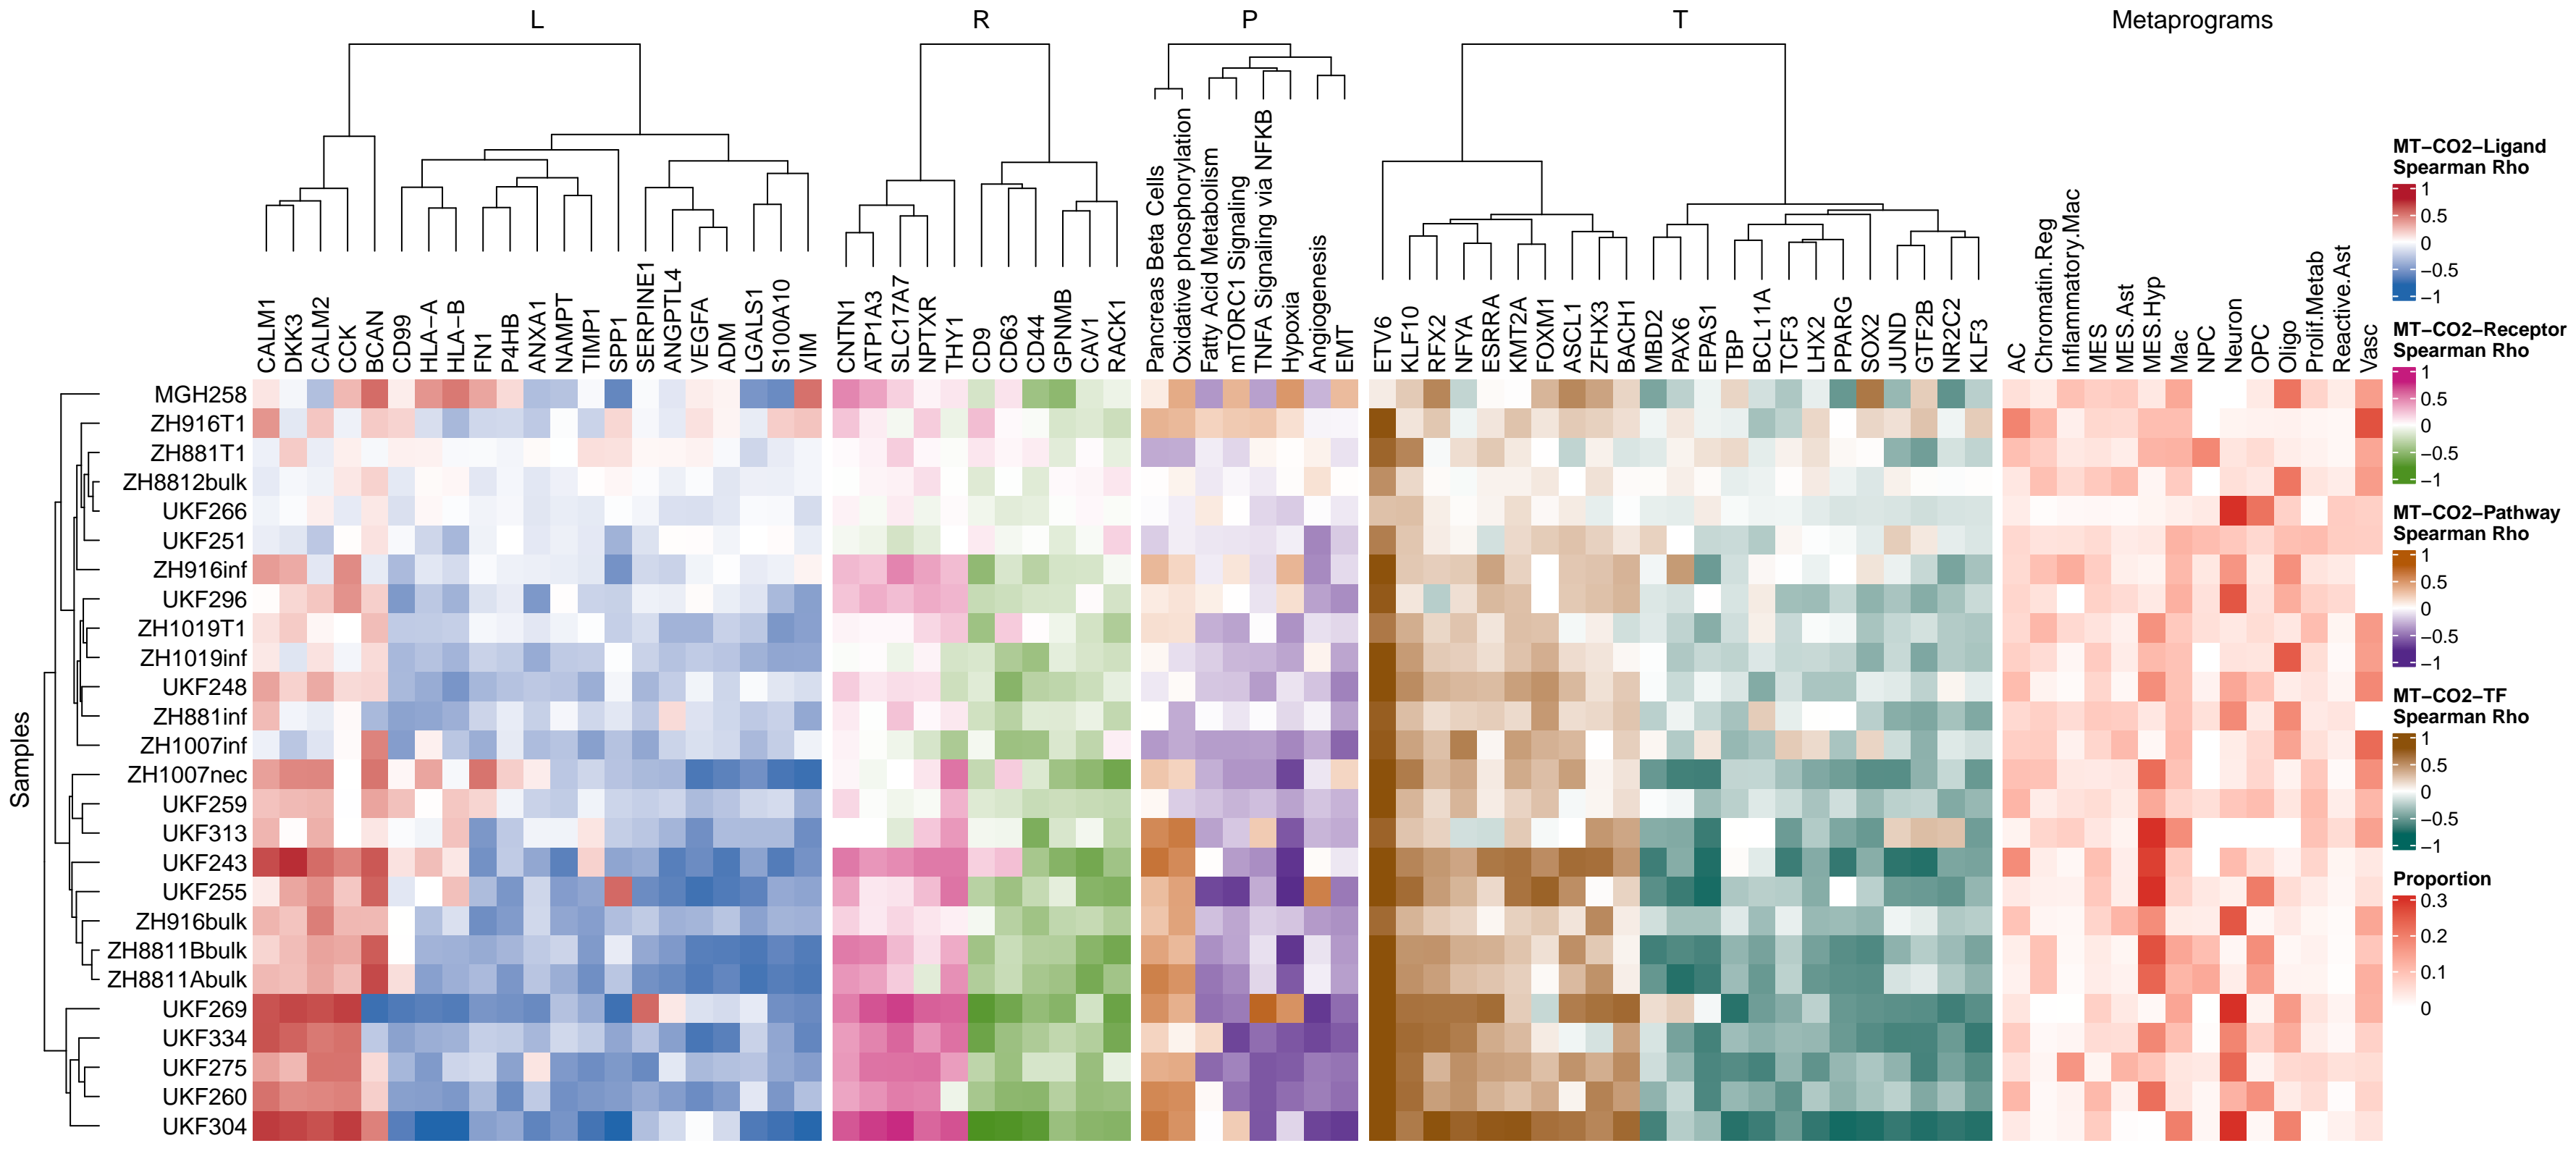 L
R
P
T
Metaprograms
CALM1
DKK3
CALM2
CCK
BCAN
CD99
HLA−A
HLA−B
FN1
P4HB
ANXA1
NAMPT
TIMP1
SPP1
SERPINE1
ANGPTL4
VEGFA
ADM
LGALS1
S100A10
VIM
CNTN1
ATP1A3
SLC17A7
NPTXR
THY1
CD9
CD63
CD44
GPNMB
CAV1
RACK1
Pancreas Beta Cells
Oxidative phosphorylation
Fatty Acid Metabolism
mTORC1 Signaling
TNFA Signaling via NFKB
Hypoxia
Angiogenesis
EMT
ETV6
KLF10
RFX2
NFYA
ESRRA
KMT2A
FOXM1
ASCL1
ZFHX3
BACH1
MBD2
PAX6
EPAS1
TBP
BCL11A
TCF3
LHX2
PPARG
SOX2
JUND
GTF2B
NR2C2
KLF3
AC
Chromatin.Reg
Inflammatory.Mac
MES
MES.Ast
MES.Hyp
Mac
NPC
Neuron
OPC
Oligo
Prolif.Metab
Reactive.Ast
Vasc
Samples
MGH258
ZH916T1
ZH881T1
ZH8812bulk
UKF266
UKF251
ZH916inf
UKF296
ZH1019T1
ZH1019inf
UKF248
ZH881inf
ZH1007inf
ZH1007nec
UKF259
UKF313
UKF243
UKF255
ZH916bulk
ZH8811Bbulk
ZH8811Abulk
UKF269
UKF334
UKF275
UKF260
UKF304
MT−CO2−Ligand
Spearman Rho
1
0.5
0
−0.5
−1
MT−CO2−Receptor
Spearman Rho
1
0.5
0
−0.5
−1
MT−CO2−Pathway
Spearman Rho
1
0.5
0
−0.5
−1
MT−CO2−TF
Spearman Rho
1
0.5
0
−0.5
−1
Proportion
0.3
0.2
0.1
0